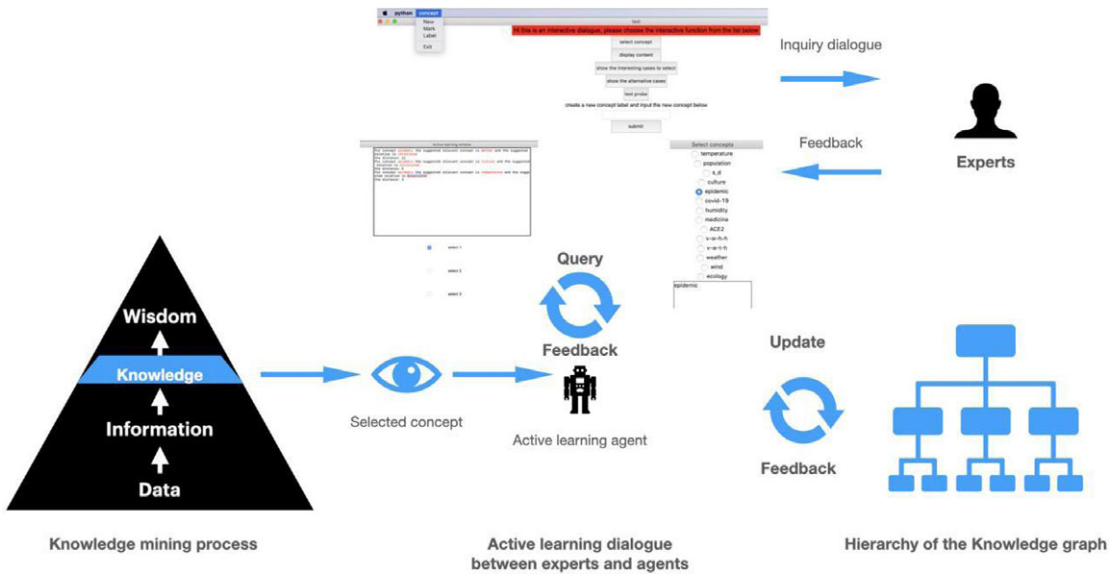 python concept
New
Mark
Label
Exit
test
Hi this is an interactive dialogue, please choose the interactive function from the list below
select concept
display content
show the interesting cases to select
show the alternative cases
test probe
create a new concept label and input the new concept below
submit
Inquiry dialogue
Feedback
Experts
Active learning window
select 1
select 2
select 3
Select concepts
temperature
population
s_d
culture
epidemic
covid-19
humidity
medicine
ACE2
v-e-h-h
v-e-t-h
weather
wind
ecology
epidemic
Query
Feedback
Wisdom
Knowledge
Information
Data
Selected concept
Active learning agent
Update
Feedback
Knowledge mining process
Active learning dialogue
between experts and agents
Hierarchy of the Knowledge graph